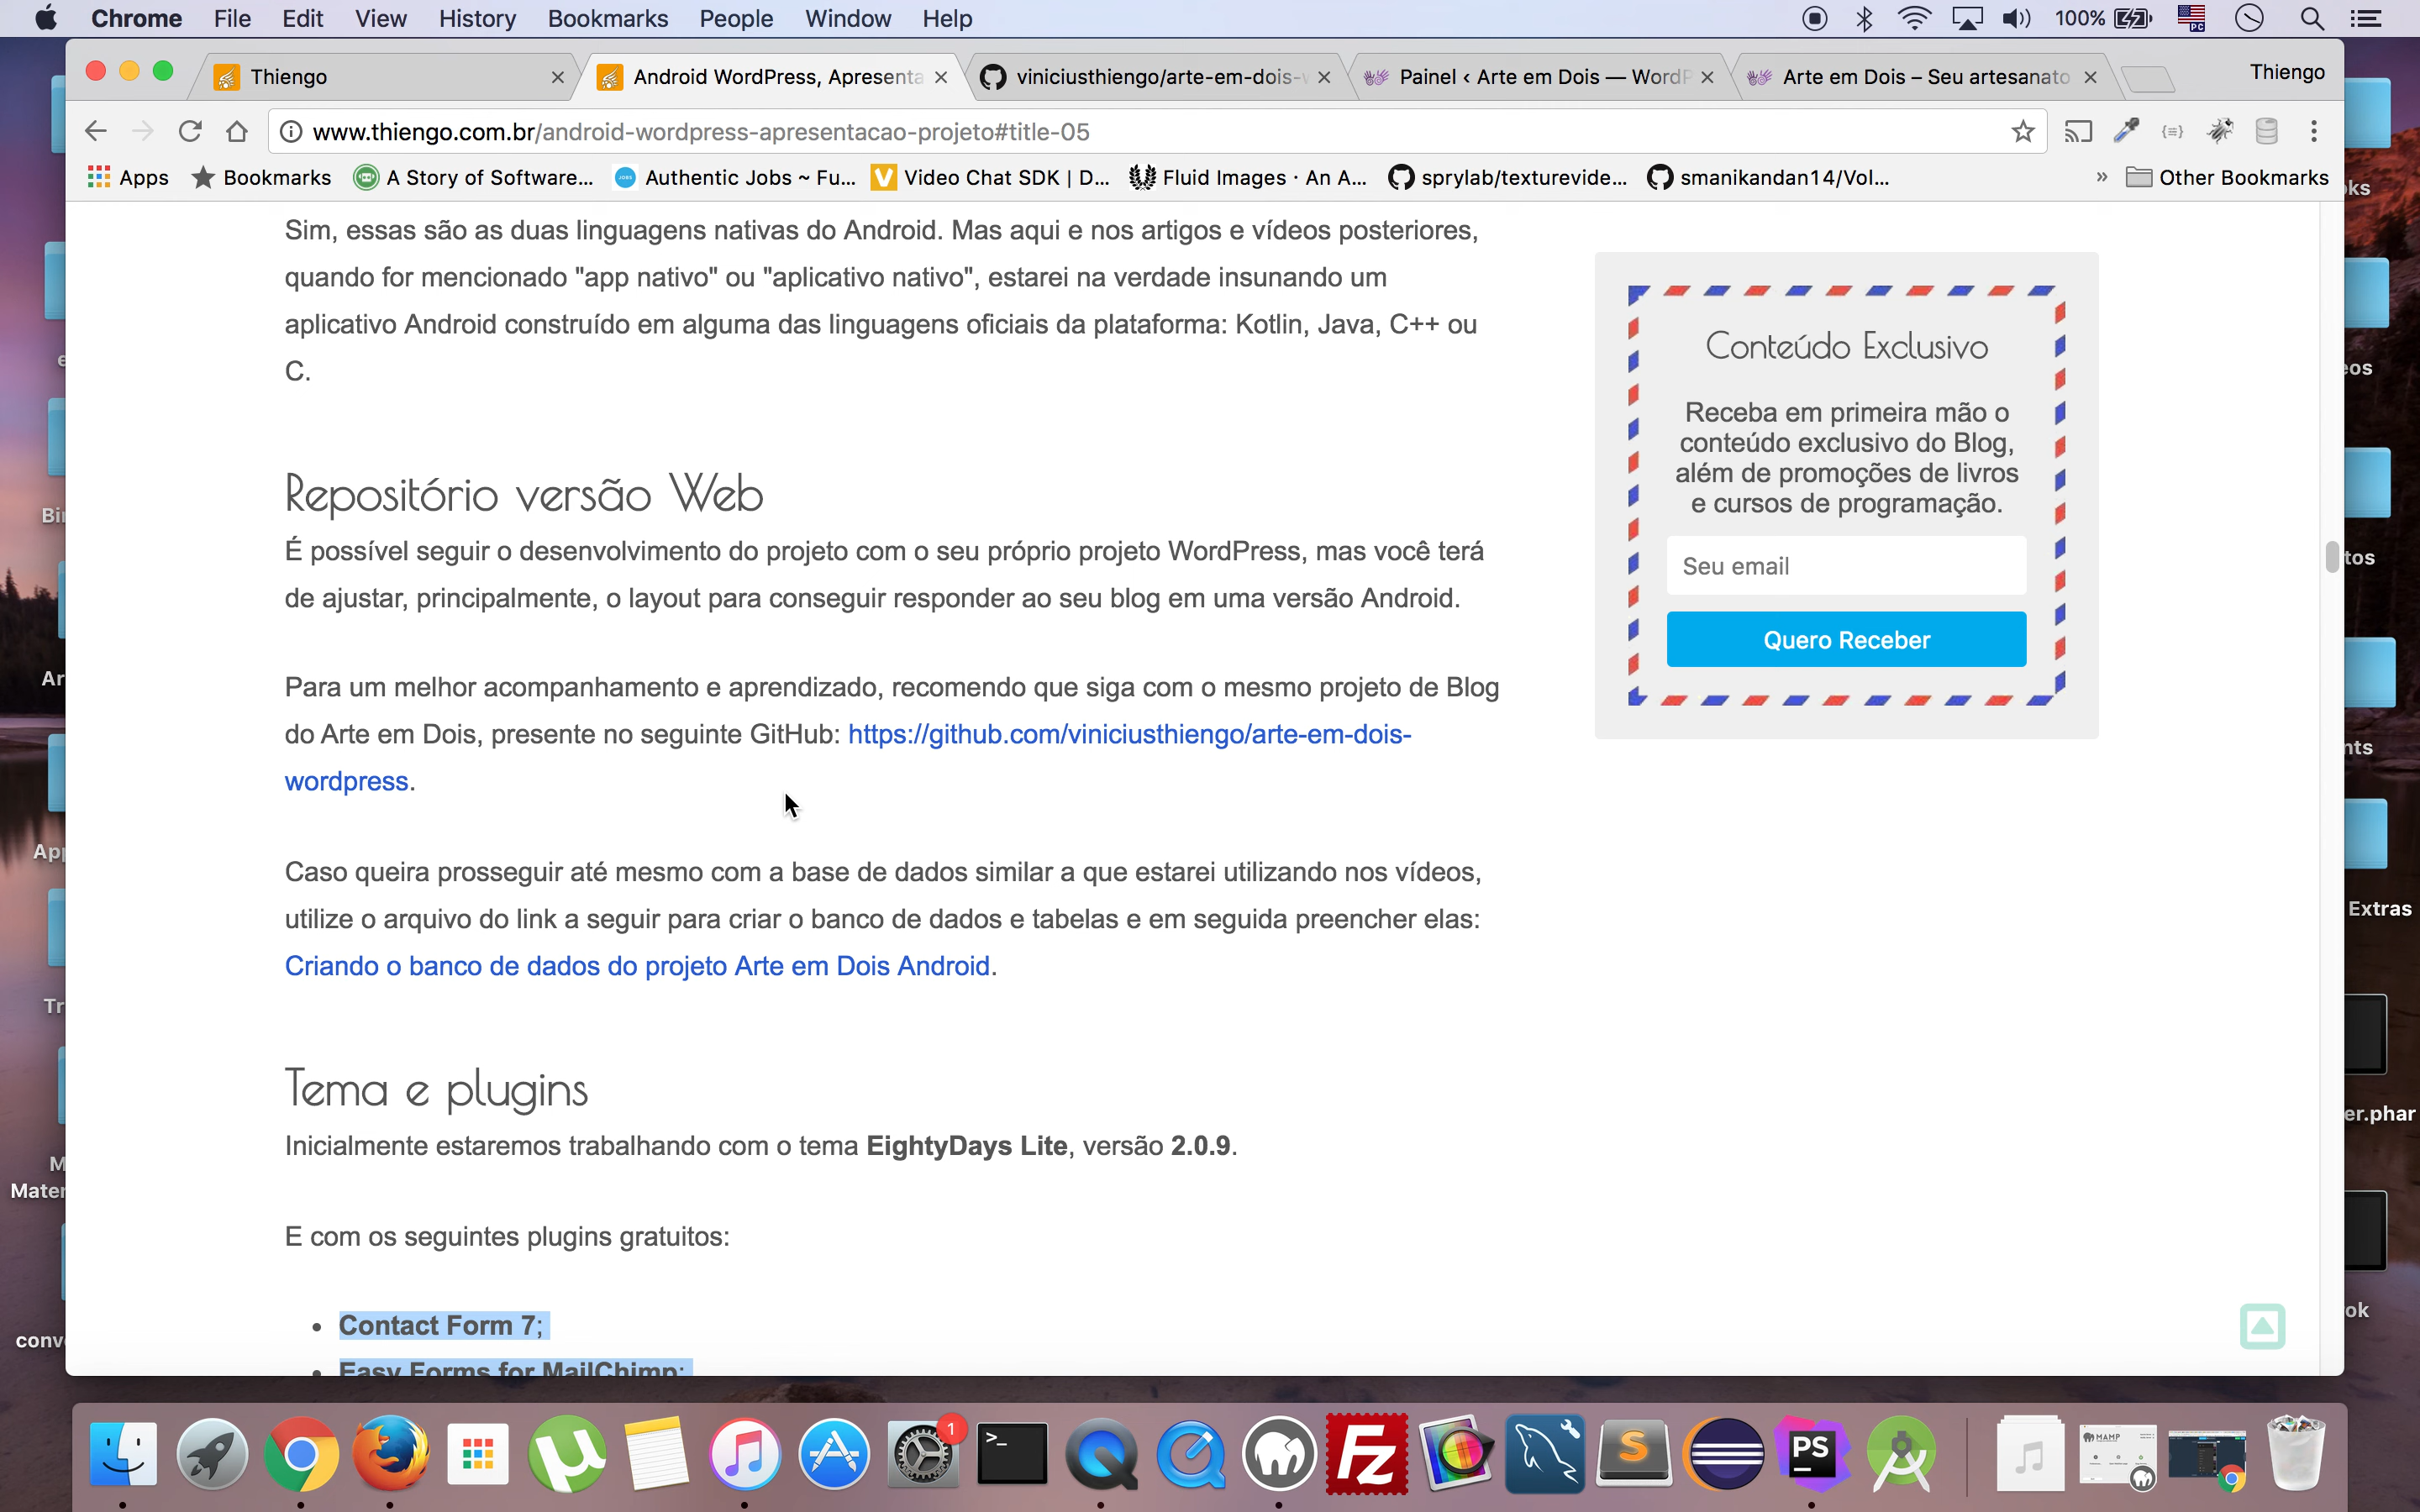 Chrome File Edit View History Bookmarks People Window Help 100%
Thiengo
Android WordPress, Apresenta
viniciusthiengo/arte-em-dois-
Painel ‹ Arte em Dois — WordP
Arte em Dois – Seu artesanato
Thiengo
www.thiengo.com.br/android-wordpress-apresentacao-projeto#title-05
Apps Bookmarks A Story of Software... Authentic Jobs ~ Fu... Video Chat SDK | D... Fluid Images · An A... sprylab/texturevide... smanikandan14/Vol... » Other Bookmarks
Sim, essas são as duas linguagens nativas do Android. Mas aqui e nos artigos e vídeos posteriores,
quando for mencionado "app nativo" ou "aplicativo nativo", estarei na verdade insunando um
aplicativo Android construído em alguma das linguagens oficiais da plataforma: Kotlin, Java, C++ ou
C.
Repositório versão Web
É possível seguir o desenvolvimento do projeto com o seu próprio projeto WordPress, mas você terá
de ajustar, principalmente, o layout para conseguir responder ao seu blog em uma versão Android.
Para um melhor acompanhamento e aprendizado, recomendo que siga com o mesmo projeto de Blog
do Arte em Dois, presente no seguinte GitHub: https://github.com/viniciusthiengo/arte-em-dois-
wordpress.
Caso queira prosseguir até mesmo com a base de dados similar a que estarei utilizando nos vídeos,
utilize o arquivo do link a seguir para criar o banco de dados e tabelas e em seguida preencher elas:
Criando o banco de dados do projeto Arte em Dois Android.
Tema e plugins
Inicialmente estaremos trabalhando com o tema EightyDays Lite, versão 2.0.9.
E com os seguintes plugins gratuitos:
• Contact Form 7;
• Easy Forms for MailChimp;
Conteúdo Exclusivo
Receba em primeira mão o
conteúdo exclusivo do Blog,
além de promoções de livros
e cursos de programação.
Seu email
Quero Receber
Extras
er.phar
ok
Mater
conv
1
PS
MAMP